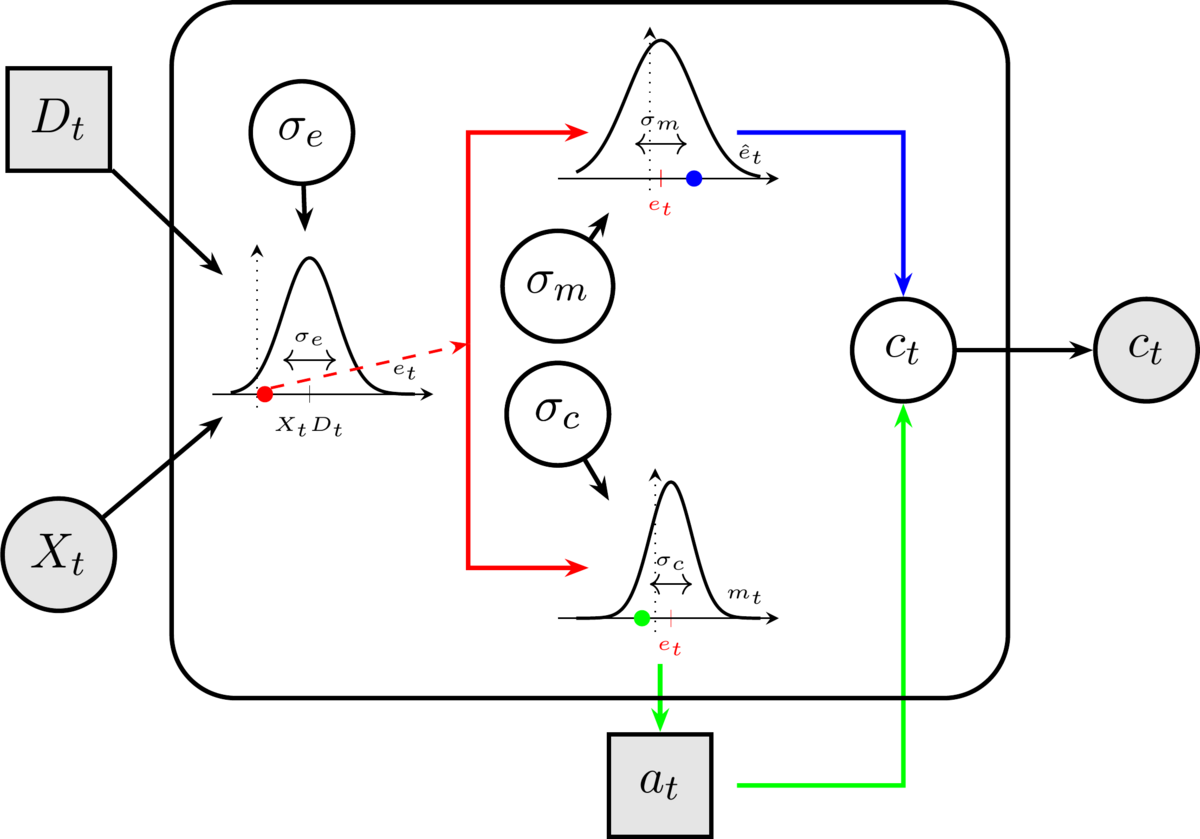 D_t
σ_e
σ_m
ê_t
e_t
σ_m
σ_e
e_t
X_t D_t
c_t
c_t
σ_c
X_t
σ_c
m_t
e_t
a_t